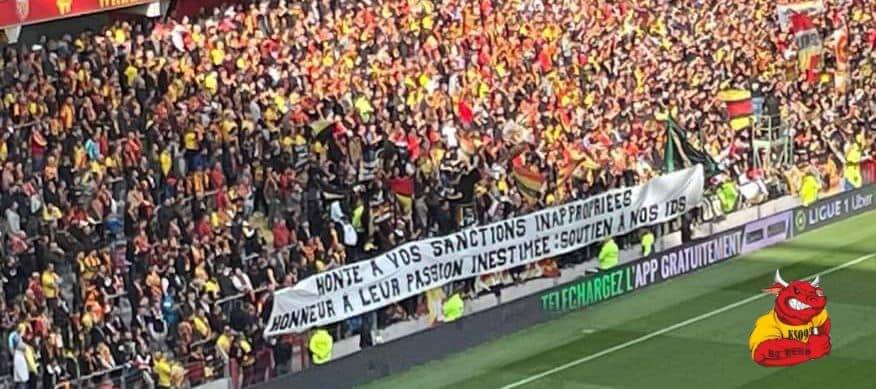 HONTE A VOS SANCTIONS INAPPROPRIÉES
HONNEUR A LEUR PASSION INESTIMÉE : SOUTIEN A NOS IDS
TÉLÉCHARGEZ L'APP GRATUITEMENT
LIGUE 1 Uber